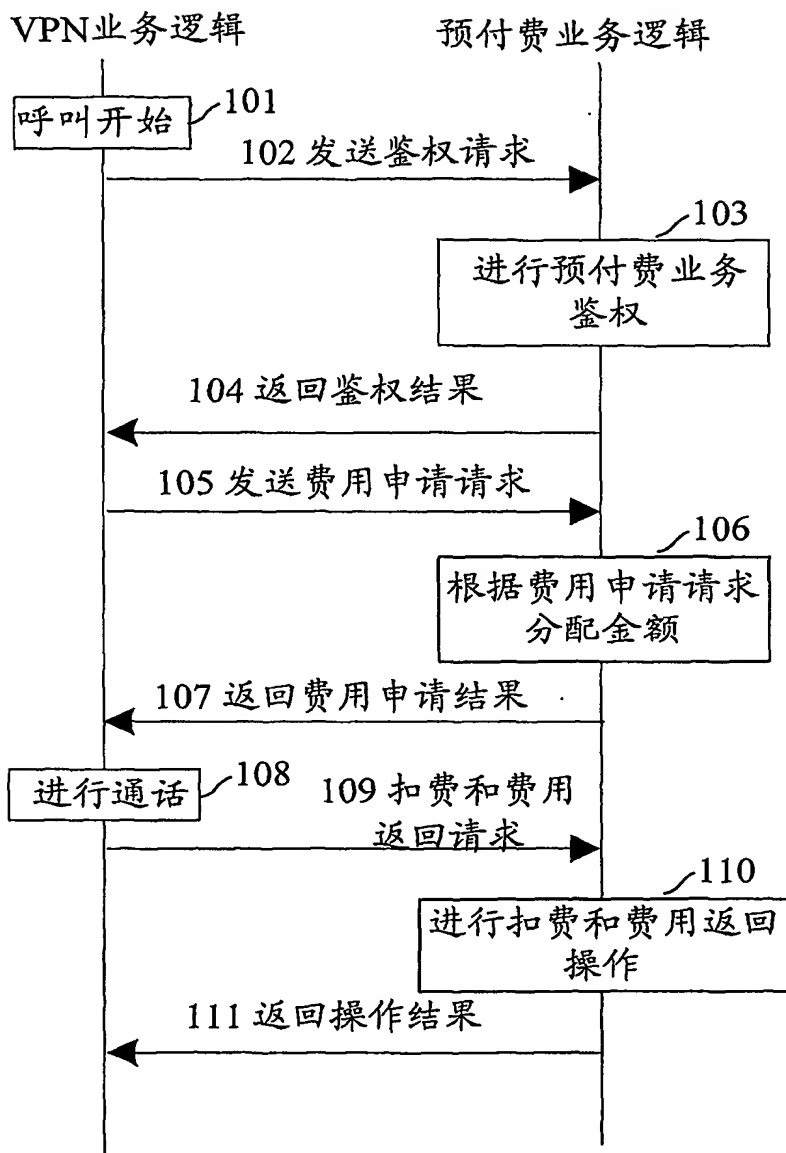 VPN业务逻辑
预付费业务逻辑
呼叫开始
101
102 发送鉴权请求
103
进行预付费业务
鉴权
104 返回鉴权结果
105 发送费用申请请求
106
根据费用申请请求
分配金额
107 返回费用申请结果
进行通话
108
109 扣费和费用
返回请求
110
进行扣费和费用返回
操作
111 返回操作结果